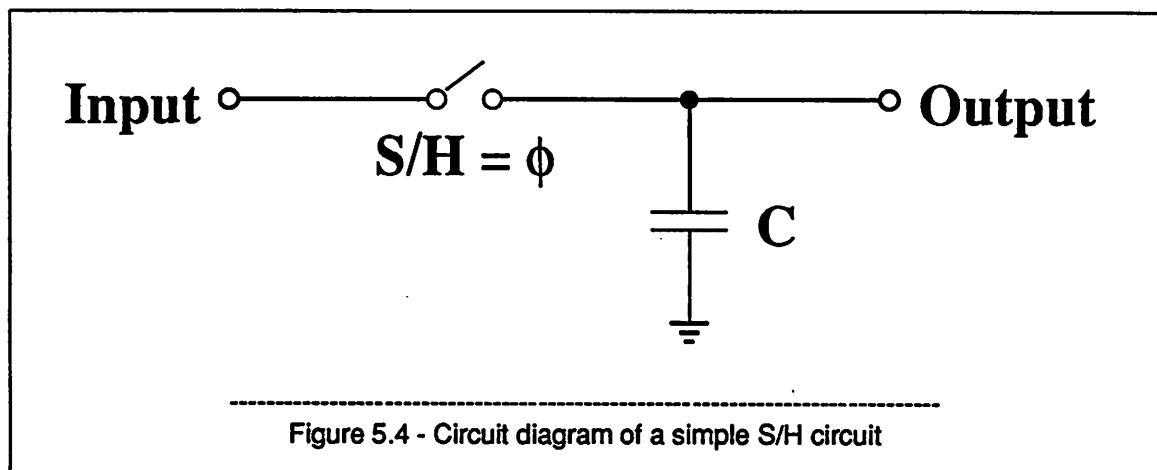 Input
Output
S/H = ϕ
C
Figure 5.4 - Circuit diagram of a simple S/H circuit